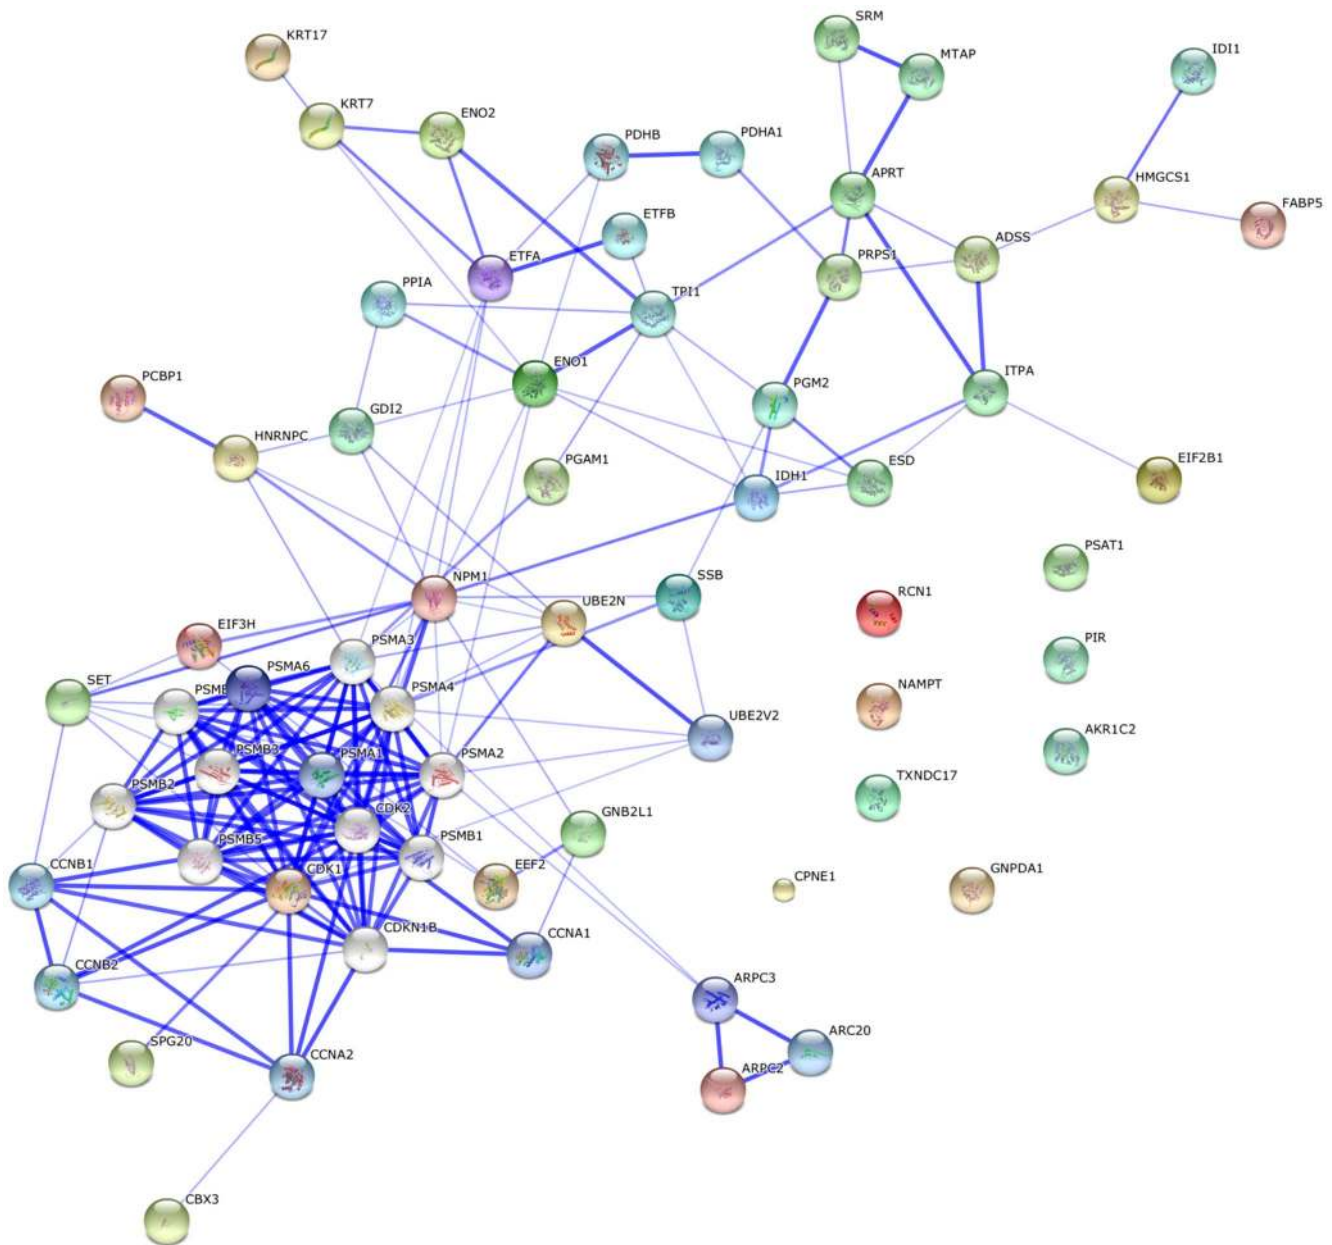 SRM
KRT17
MTAP
IDI1
KRT7
ENO2
PDHB
PDHA1
APRT
HMGCS1
FABP5
ETFB
ADSS
ETFA
PRPS1
PPIA
TPI1
ENO1
PCBP1
PGM2
ITPA
GDI2
HNRNPC
PGAM1
ESD
EIF2B1
IDH1
PSAT1
NPM1
SSB
RCN1
UBE2N
EIF3H
PSMA3
PSMA6
PIR
SET
PSMB
PSMA4
NAMPT
UBE2V2
PSMB3
PSMA1
PSMA2
AKR1C2
PSMB2
TXNDC17
CDK2
GNB2L1
PSMB5
PSMB1
CCNB1
CDK1
EEF2
CPNE1
GNPDA1
CDKN1B
CCNA1
CCNB2
ARPC3
SPG20
CCNA2
ARC20
ARPC2
CBX3